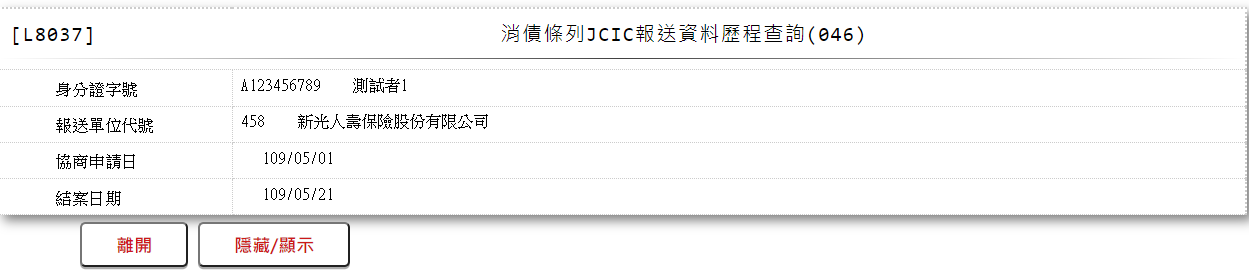 [L8037] 消債條列JCIC報送資料歷程查詢(046)
身分證字號 A123456789 測試者1
報送單位代號 458 新光人壽保險股份有限公司
協商申請日 109/05/01
結案日期 109/05/21
離開 隱藏/顯示